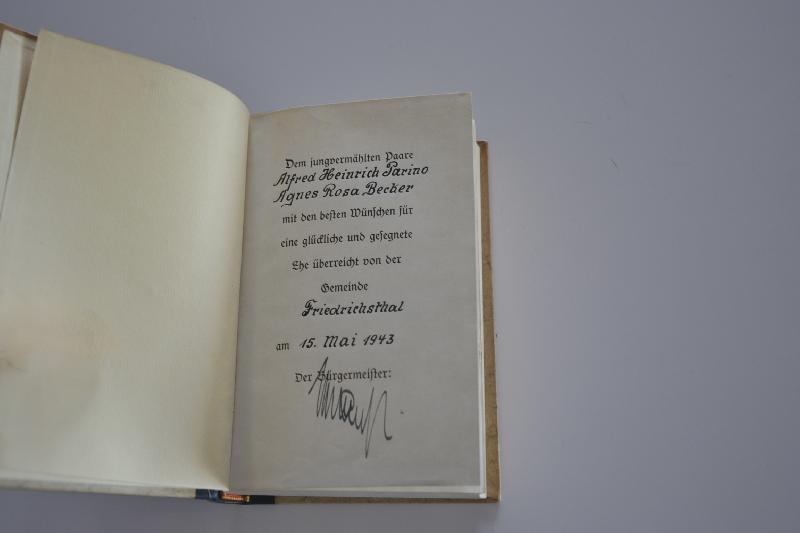 Dem jungvermählten Paare
Alfred Heinrich Parino
Agnes Rosa Becker
mit den besten Wünschen für
eine glückliche und gesegnete
Ehe überreicht von der
Gemeinde
Friedrichsthal
am 15. Mai 1943
Der Bürgermeister: